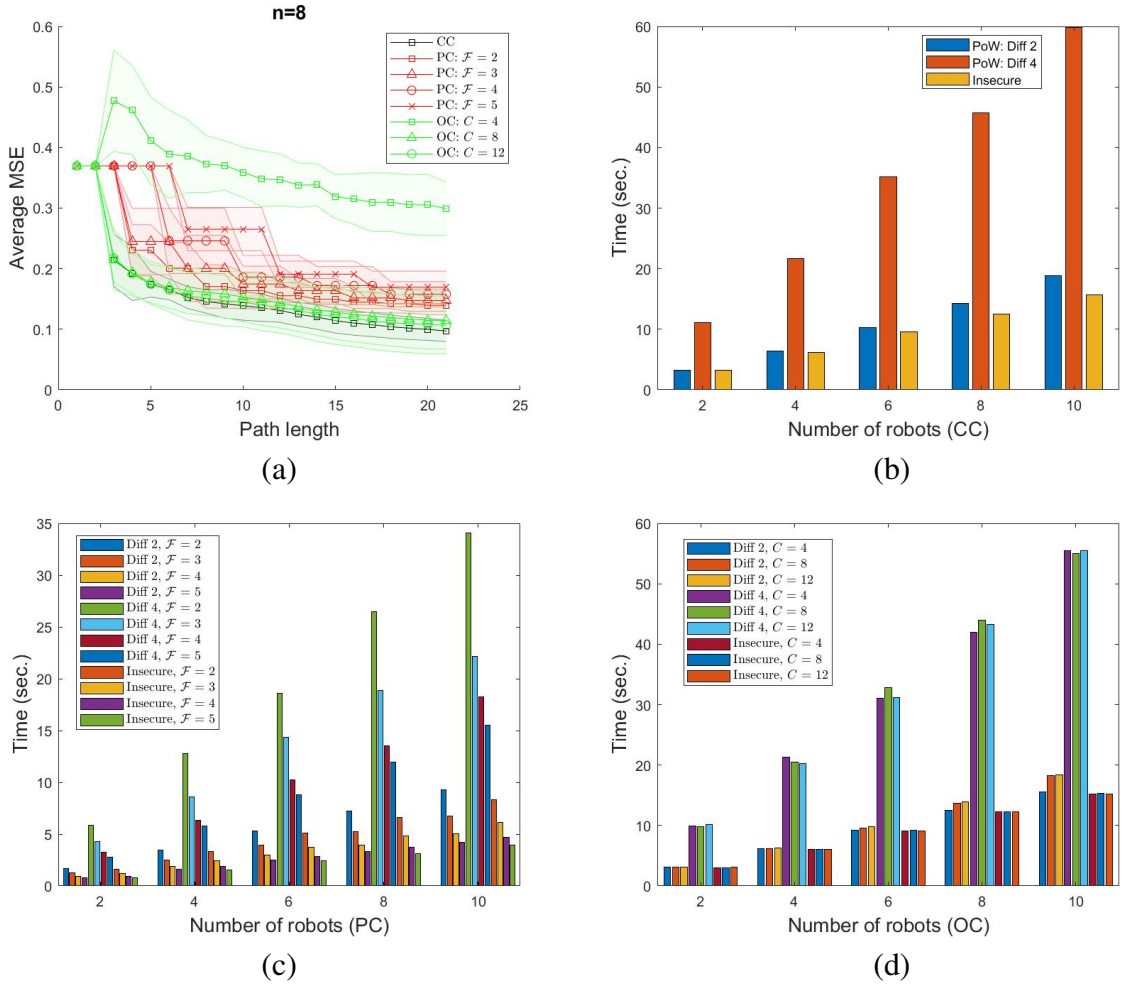 n=8
0.6
0.5
0.4
0.3
0.2
0.1
0
Average MSE
CC
PC: 𝓕 = 2
PC: 𝓕 = 3
PC: 𝓕 = 4
PC: 𝓕 = 5
OC: C = 4
OC: C = 8
OC: C = 12
0 5 10 15 20 25
Path length
(a)
60
50
40
30
20
10
0
Time (sec.)
PoW: Diff 2
PoW: Diff 4
Insecure
2 4 6 8 10
Number of robots (CC)
(b)
35
30
25
20
15
10
5
0
Time (sec.)
Diff 2, 𝓕 = 2
Diff 2, 𝓕 = 3
Diff 2, 𝓕 = 4
Diff 2, 𝓕 = 5
Diff 4, 𝓕 = 2
Diff 4, 𝓕 = 3
Diff 4, 𝓕 = 4
Diff 4, 𝓕 = 5
Insecure, 𝓕 = 2
Insecure, 𝓕 = 3
Insecure, 𝓕 = 4
Insecure, 𝓕 = 5
2 4 6 8 10
Number of robots (PC)
(c)
60
50
40
30
20
10
0
Time (sec.)
Diff 2, C = 4
Diff 2, C = 8
Diff 2, C = 12
Diff 4, C = 4
Diff 4, C = 8
Diff 4, C = 12
Insecure, C = 4
Insecure, C = 8
Insecure, C = 12
2 4 6 8 10
Number of robots (OC)
(d)